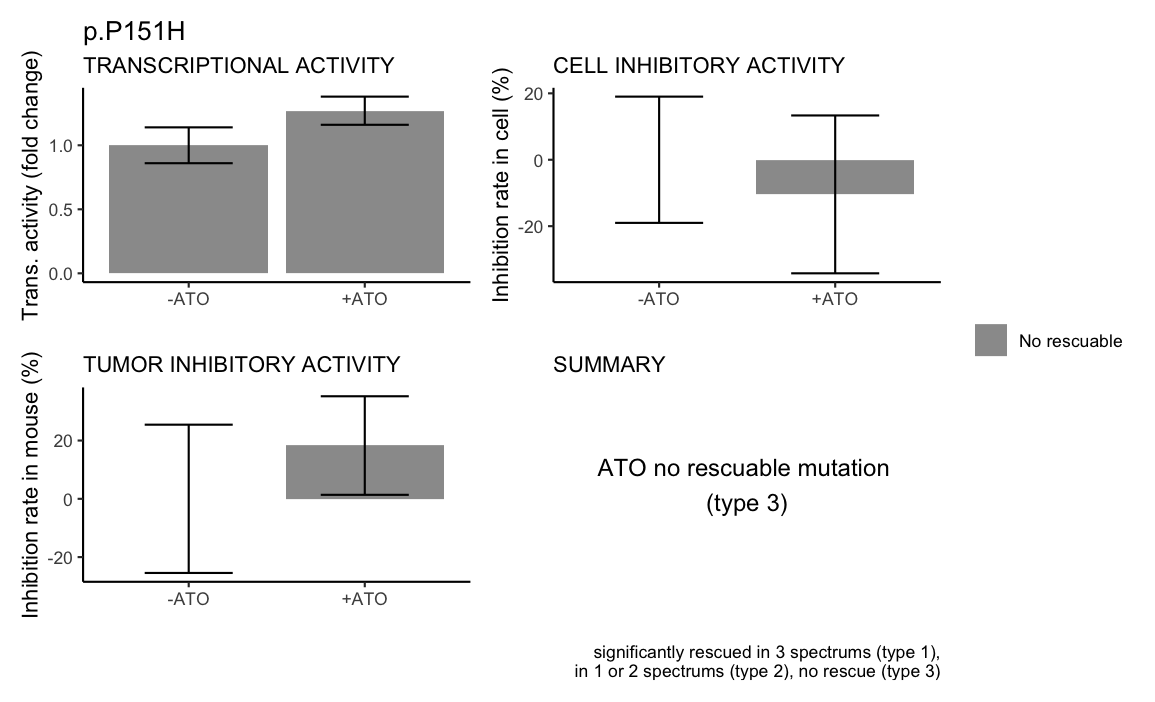 p.P151H
TRANSCRIPTIONAL ACTIVITY
Trans. activity (fold change)
1.0
0.5
0.0
-ATO
+ATO
CELL INHIBITORY ACTIVITY
Inhibition rate in cell (%)
20
0
-20
-ATO
+ATO
No rescuable
TUMOR INHIBITORY ACTIVITY
Inhibition rate in mouse (%)
20
0
-20
-ATO
+ATO
SUMMARY
ATO no rescuable mutation
(type 3)
significantly rescued in 3 spectrums (type 1),
in 1 or 2 spectrums (type 2), no rescue (type 3)